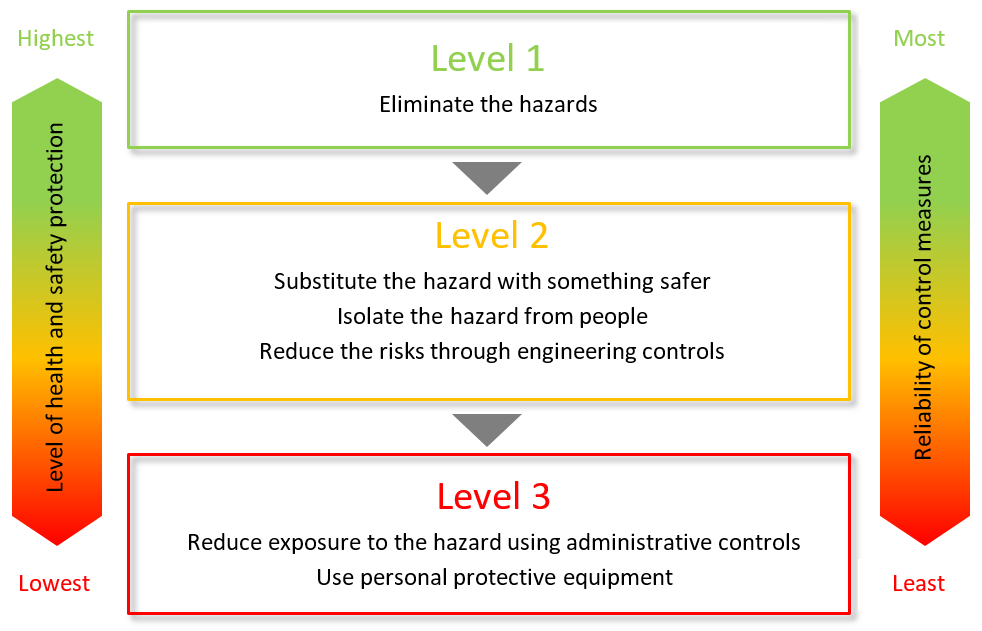 Highest
Most
Level 1
Eliminate the hazards
Level of health and safety protection
Reliability of control measures
Level 2
Substitute the hazard with something safer
Isolate the hazard from people
Reduce the risks through engineering controls
Level 3
Reduce exposure to the hazard using administrative controls
Use personal protective equipment
Lowest
Least